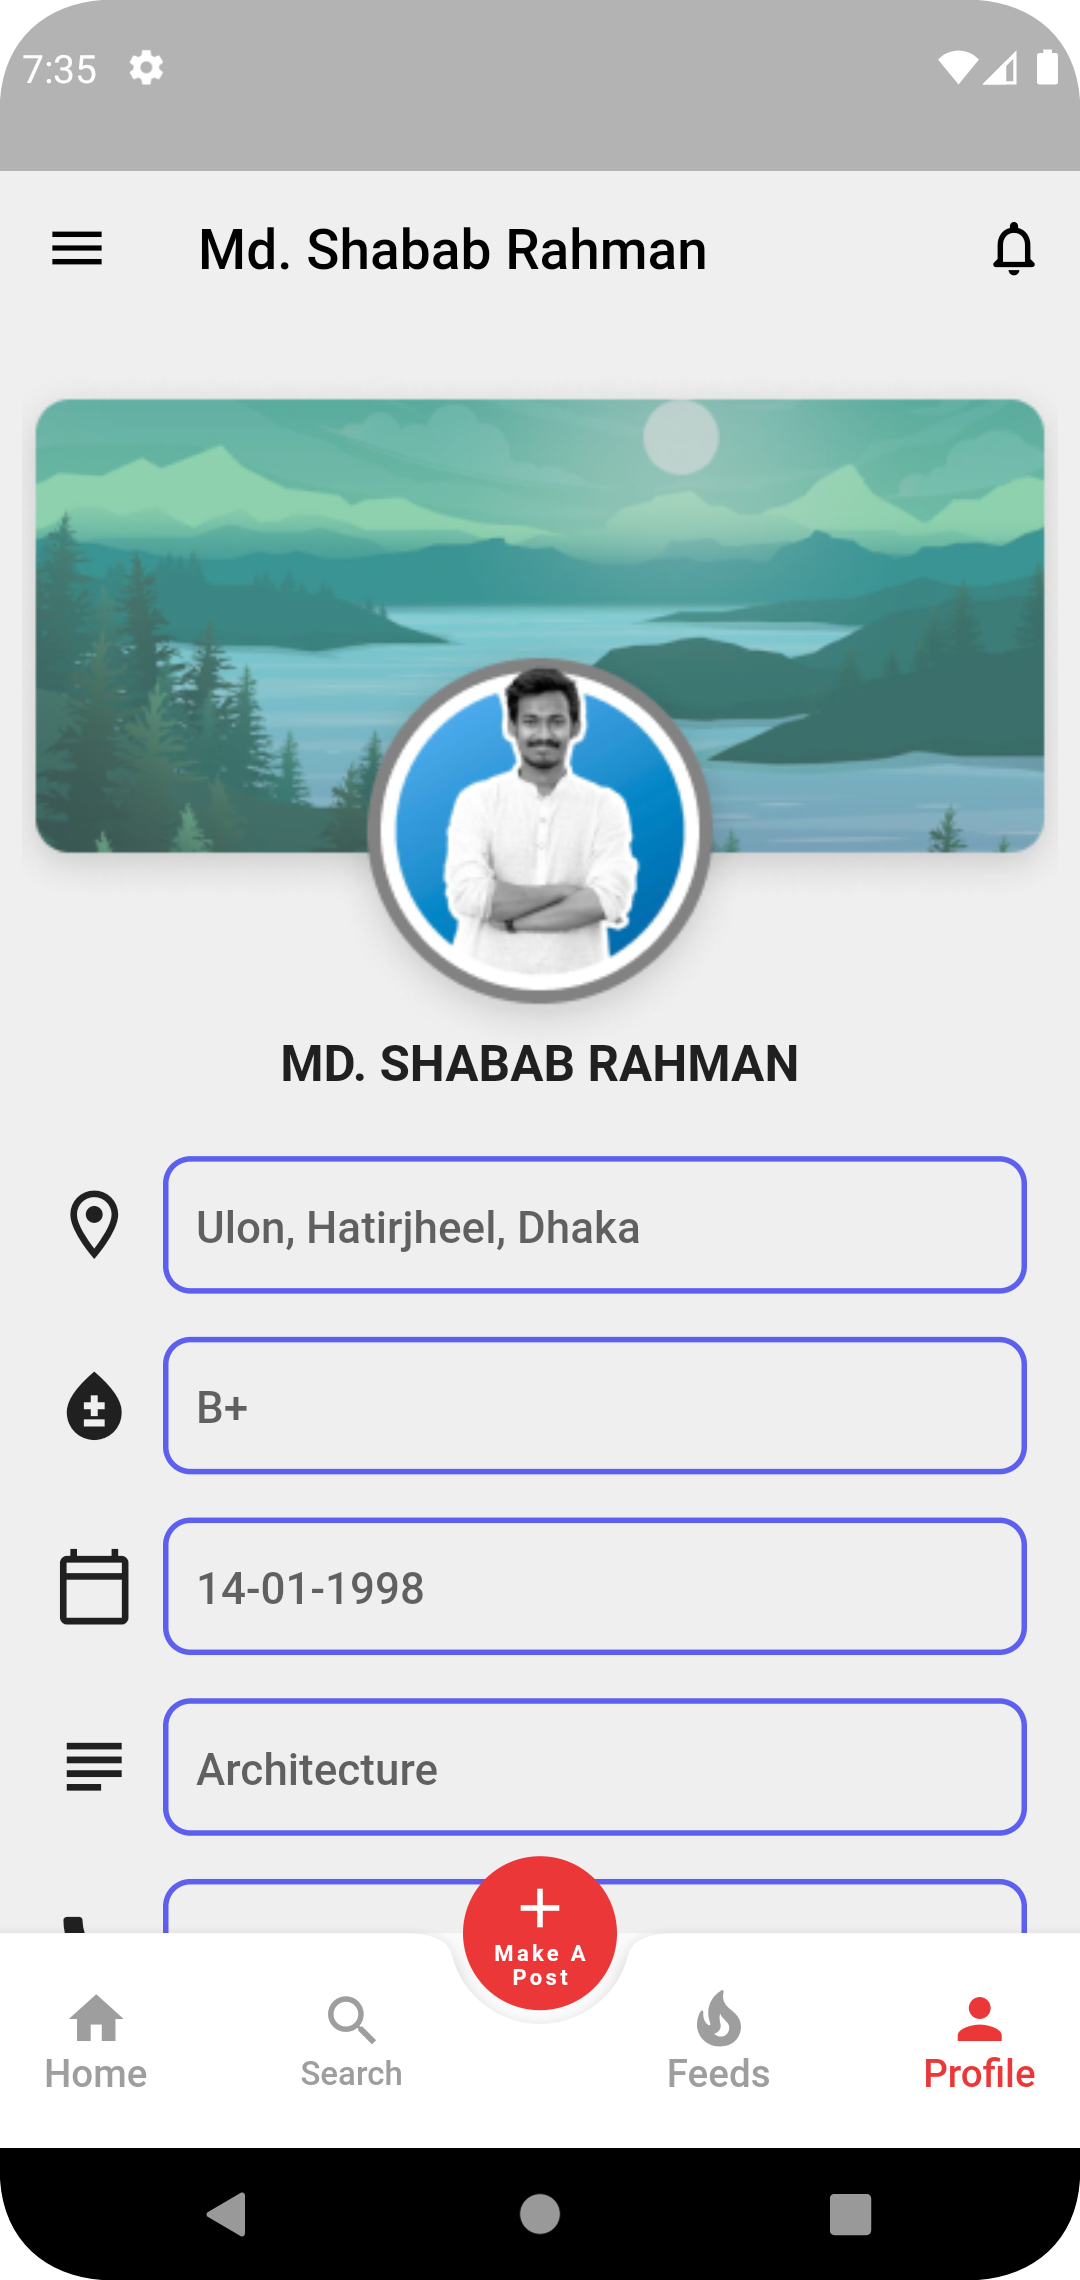 7:35
Md. Shabab Rahman
MD. SHABAB RAHMAN
Ulon, Hatirjheel, Dhaka
B+
14-01-1998
Architecture
Make A
Post
Home
Search
Feeds
Profile